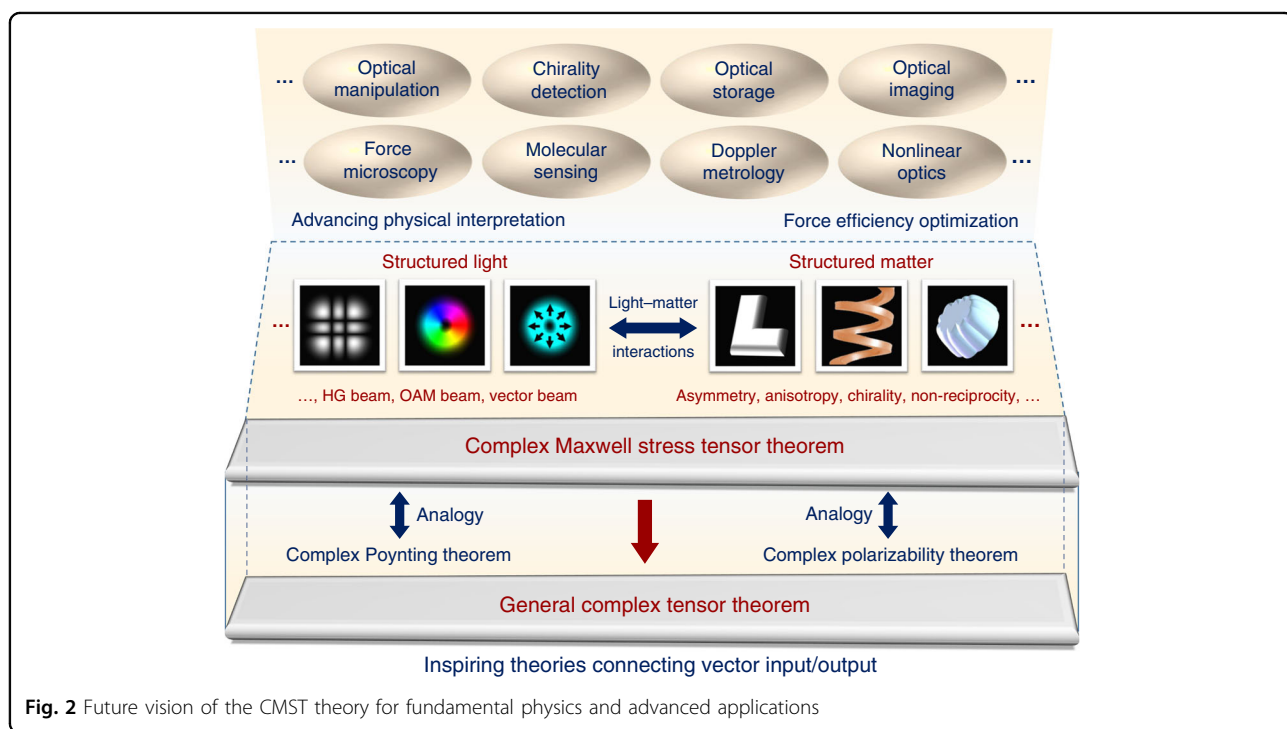 ... Optical manipulation Chirality detection Optical storage Optical imaging ...
... Force microscopy Molecular sensing Doppler metrology Nonlinear optics ...
Advancing physical interpretation Force efficiency optimization
Structured light Structured matter
... Light–matter interactions ...
..., HG beam, OAM beam, vector beam Asymmetry, anisotropy, chirality, non-reciprocity, ...
Complex Maxwell stress tensor theorem
Analogy Analogy
Complex Poynting theorem Complex polarizability theorem
General complex tensor theorem
Inspiring theories connecting vector input/output
Fig. 2 Future vision of the CMST theory for fundamental physics and advanced applications